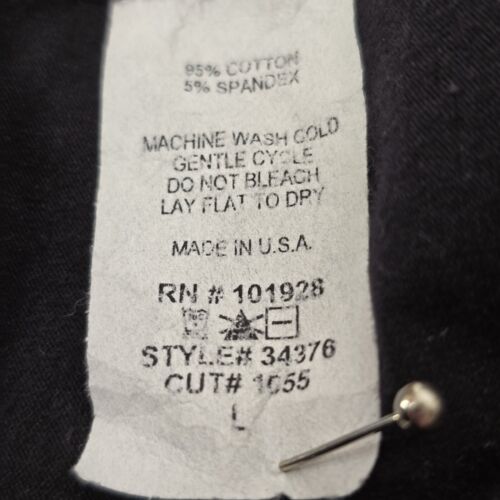 95% COTTON
5% SPANDEX
MACHINE WASH COLD
GENTLE CYCLE
DO NOT BLEACH
LAY FLAT TO DRY
MADE IN U.S.A.
RN # 101928
STYLE# 34376
CUT# 1055
L